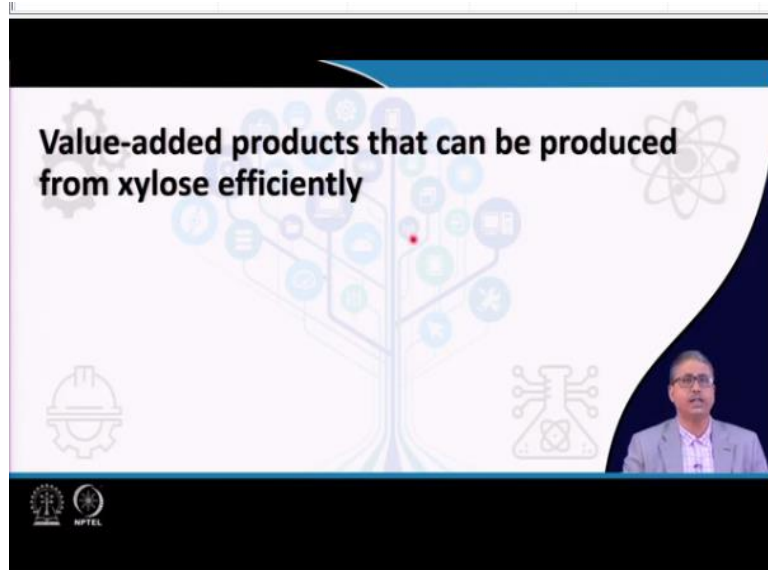 Value-added products that can be produced
from xylose efficiently
NPTEL